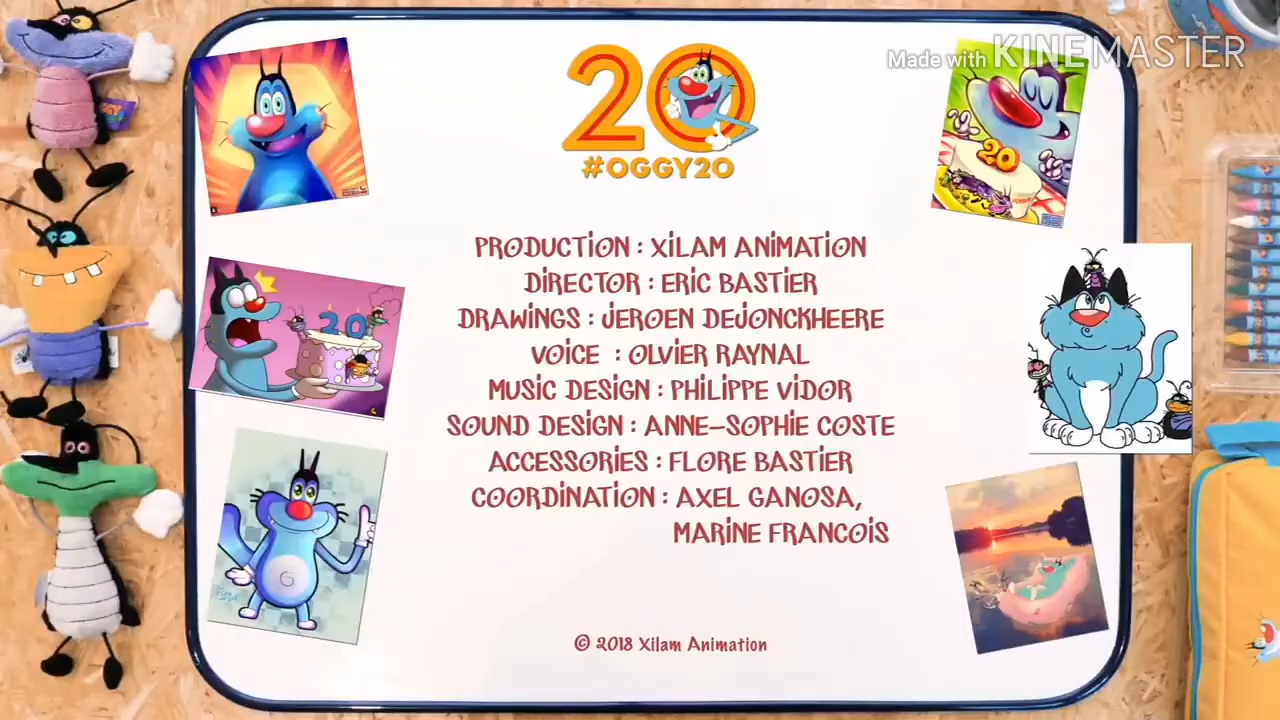 Made with KINEMASTER
20
#OGGY20
20
20
PRODUCTION : XILAM ANIMATION
DIRECTOR : ERIC BASTIER
DRAWINGS : JEROEN DEJONCKHEERE
VOICE : OLVIER RAYNAL
MUSIC DESIGN : PHILIPPE VIDOR
SOUND DESIGN : ANNE-SOPHIE COSTE
ACCESSORIES : FLORE BASTIER
COORDINATION : AXEL GANOSA,
MARINE FRANCOIS
© 2018 Xilam Animation